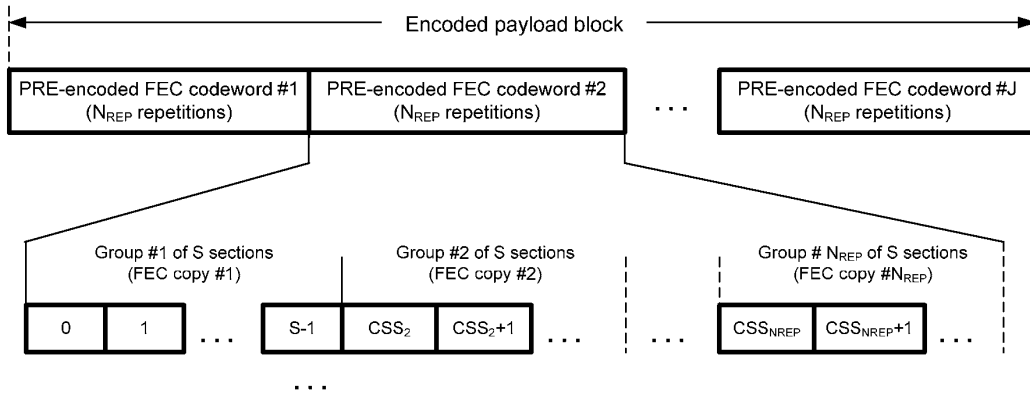 Encoded payload block
PRE-encoded FEC codeword #1
(NREP repetitions)
PRE-encoded FEC codeword #2
(NREP repetitions)
. . .
PRE-encoded FEC codeword #J
(NREP repetitions)
Group #1 of S sections
(FEC copy #1)
Group #2 of S sections
(FEC copy #2)
Group # NREP of S sections
(FEC copy #NREP)
0
1
. . .
S-1
CSS2
CSS2+1
. . .
. . .
CSSNREP
CSSNREP+1
. . .
. . .